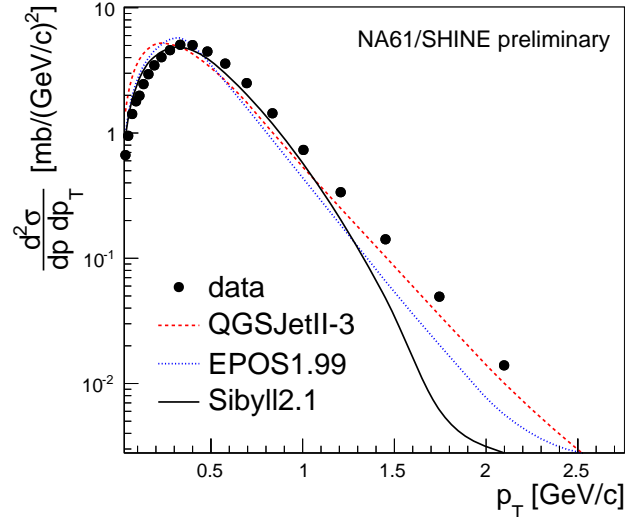 NA61/SHINE preliminary
d²σ
dp dp_T
[mb/(GeV/c)²]
10
1
10⁻¹
10⁻²
data
QGSJetII-3
EPOS1.99
Sibyll2.1
0.5 1 1.5 2 2.5
p_T [GeV/c]